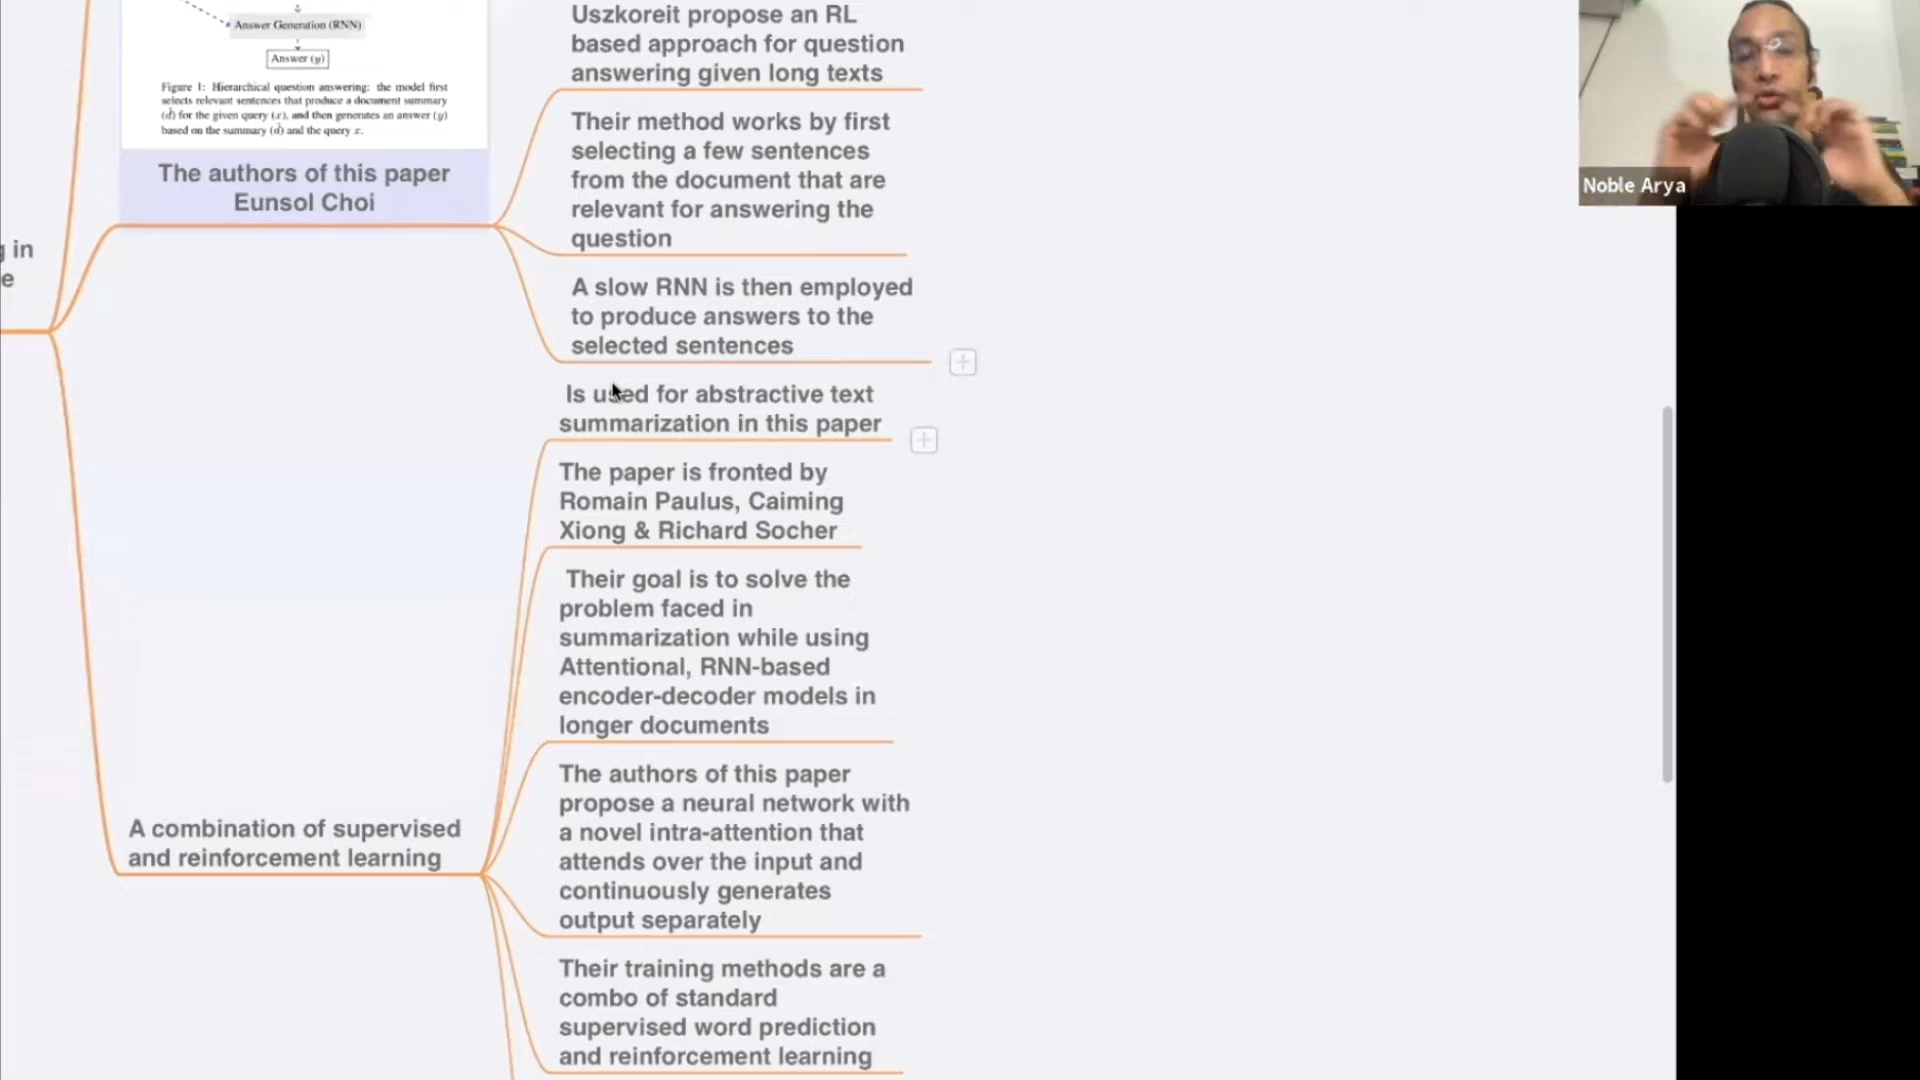 Answer Generation (RNN)
Answer (y)
Figure 1: Hierarchical question answering: the model first
selects relevant sentences that produce a document summary
(d̂) for the given query (x), and then generates an answer (y)
based on the summary (d̂) and the query x.
The authors of this paper
Eunsol Choi
g in
e
Uszkoreit propose an RL
based approach for question
answering given long texts
Their method works by first
selecting a few sentences
from the document that are
relevant for answering the
question
A slow RNN is then employed
to produce answers to the
selected sentences
Is used for abstractive text
summarization in this paper
The paper is fronted by
Romain Paulus, Caiming
Xiong & Richard Socher
Their goal is to solve the
problem faced in
summarization while using
Attentional, RNN-based
encoder-decoder models in
longer documents
The authors of this paper
propose a neural network with
a novel intra-attention that
attends over the input and
continuously generates
output separately
A combination of supervised
and reinforcement learning
Their training methods are a
combo of standard
supervised word prediction
and reinforcement learning
Noble Arya